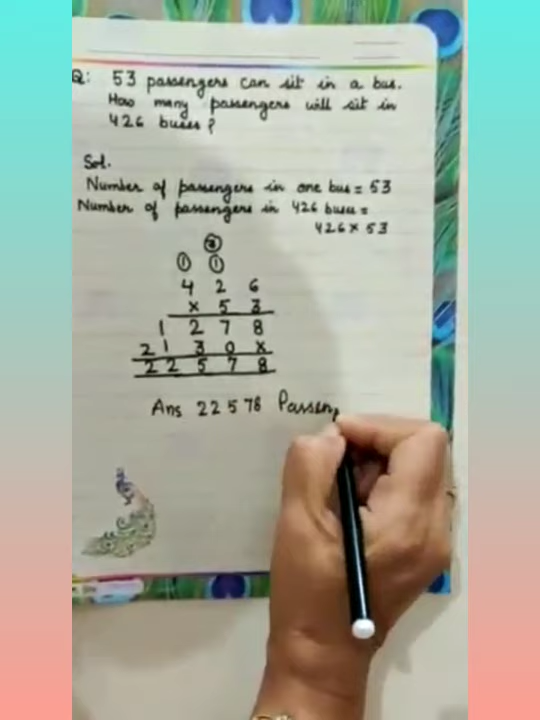 Q: 53 passengers can sit in a bus.
How many passengers will sit in
426 buses?
Sol.
Number of passengers in one bus = 53
Number of passengers in 426 buses =
426 x 53
3
1 1
4 2 6
x 5 3
1 2 7 8
2 1 3 0 x
2 2 5 7 8
Ans 22578 Passen